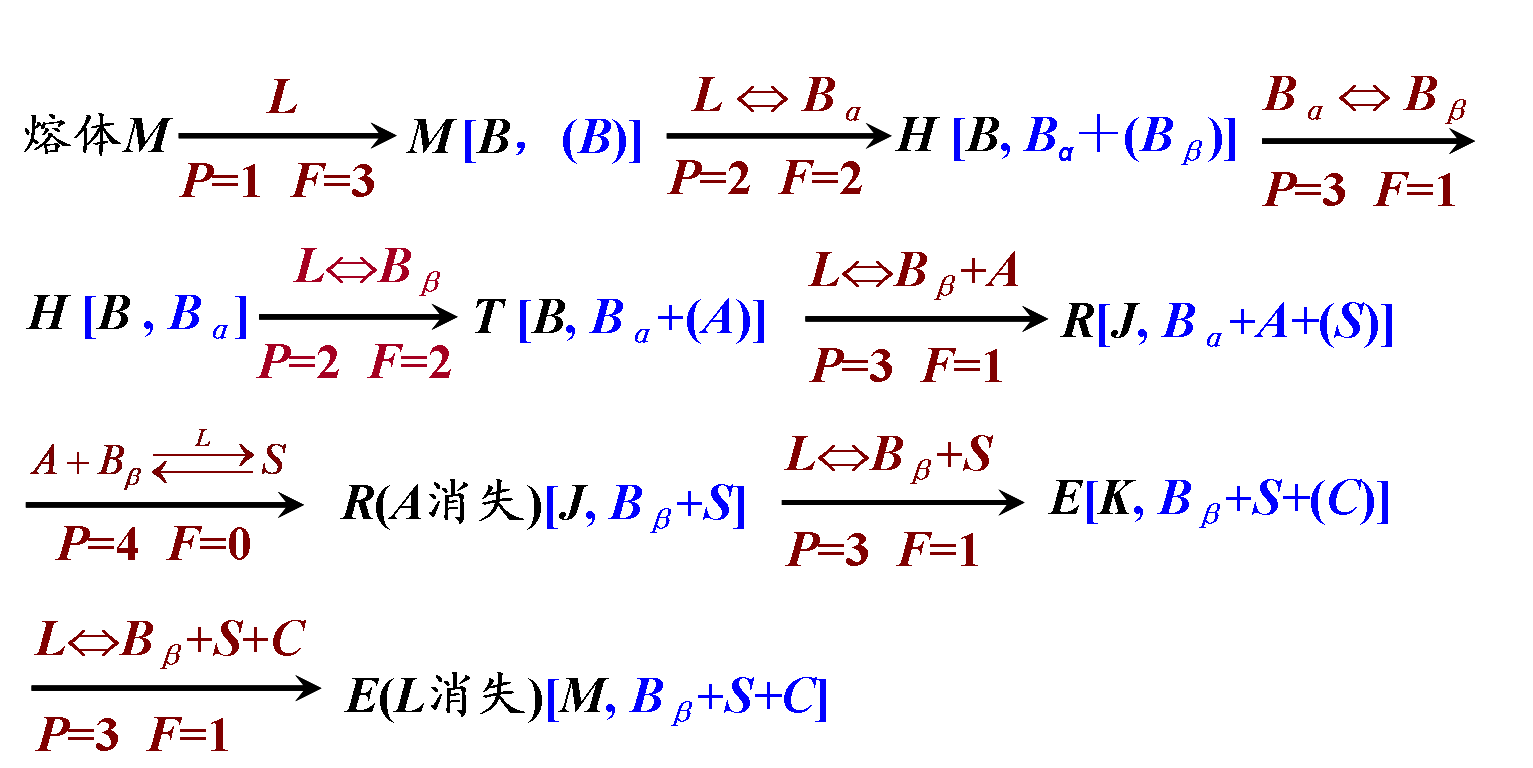 L L ⇔ B α B α ⇔ B β
熔体M M [B, (B)] H [B, Bα+(B β)]
P=1 F=3 P=2 F=2 P=3 F=1
L⇔B β L⇔B β+A
H [B , B α] T [B, B α+(A)] R[J, B α+A+(S)]
P=2 F=2 P=3 F=1
A + Bβ L ⇌ S L⇔B β+S
R(A消失)[J, B β+S] E[K, B β+S+(C)]
P=4 F=0 P=3 F=1
L⇔B β+S+C
E(L消失)[M, B β+S+C]
P=3 F=1